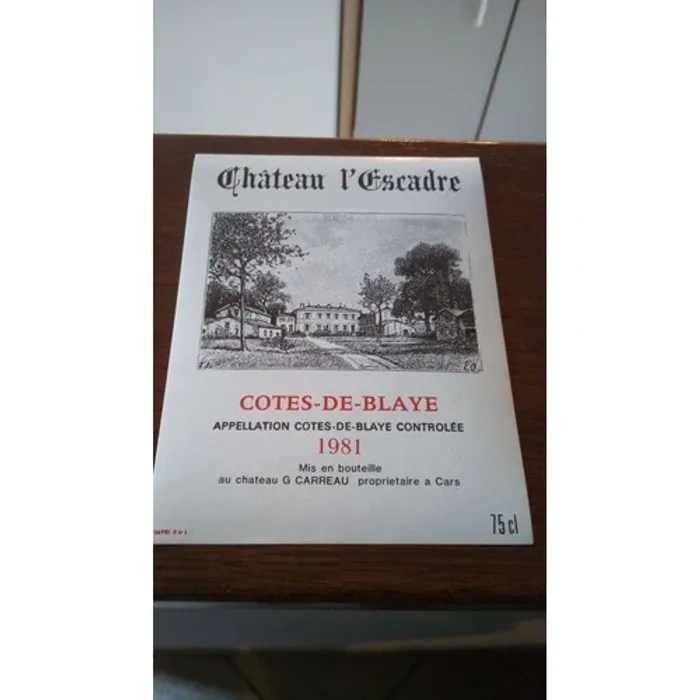 Château l'Escadre
COTES-DE-BLAYE
APPELLATION COTES-DE-BLAYE CONTROLÉE
1981
Mis en bouteille
au chateau G CARREAU proprietaire a Cars
75 cl